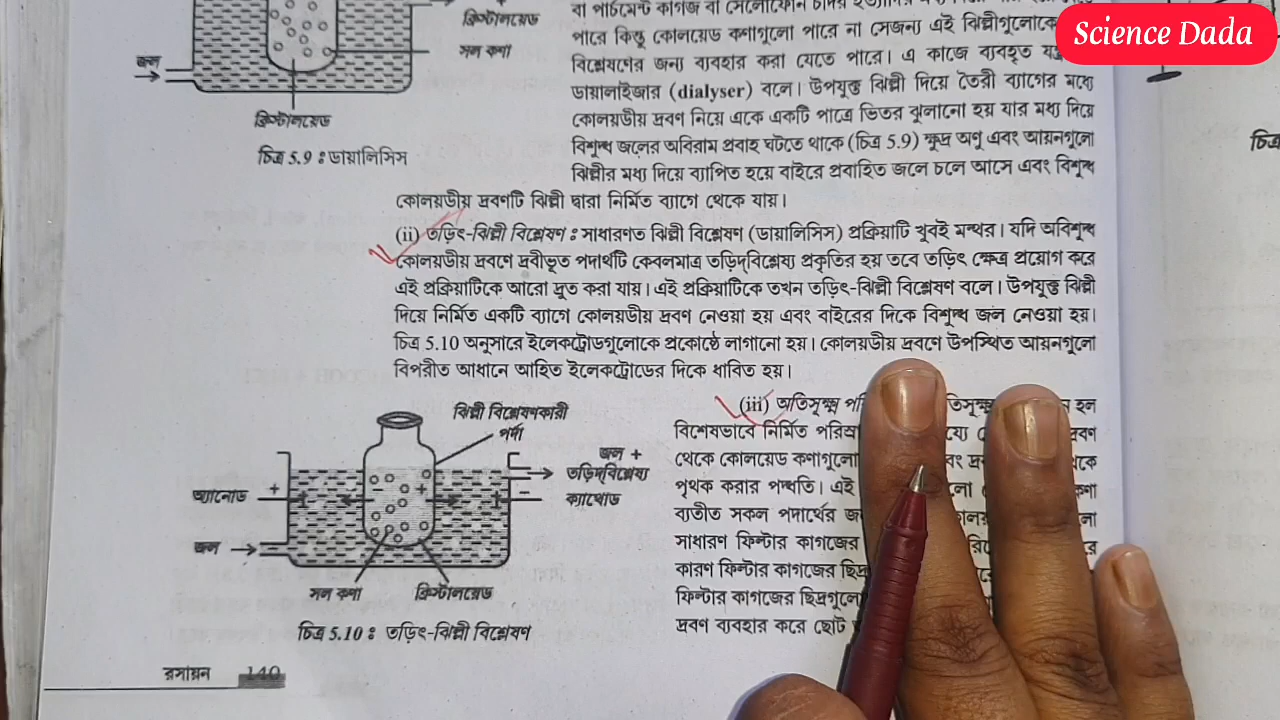 Science Dada
ক্রিস্টালয়েড
সল কণা
জল
ক্রিস্টালয়েড
চিত্র 5.9 : ডায়ালিসিস
বা পার্চমেন্ট কাগজ বা সেলোফোন
পারে কিন্তু কোলয়েড কণাগুলো পারে না সেজন্য এই ঝিল্লীগুলোকে
বিশ্লেষণের জন্য ব্যবহার করা যেতে পারে। এ কাজে ব্যবহৃত
ডায়ালাইজার (dialyser) বলে। উপযুক্ত ঝিল্লী দিয়ে তৈরী ব্যাগের মধ্যে
কোলয়ডীয় দ্রবণ নিয়ে একে একটি পাত্রে ভিতর ঝুলানো হয় যার মধ্য দিয়ে
বিশুদ্ধ জলের অবিরাম প্রবাহ ঘটতে থাকে (চিত্র 5.9) ক্ষুদ্র অণু এবং আয়নগুলো
ঝিল্লীর মধ্য দিয়ে ব্যাপিত হয়ে বাইরে প্রবাহিত জলে চলে আসে এবং বিশুদ্ধ
কোলয়ডীয় দ্রবণটি ঝিল্লী দ্বারা নির্মিত ব্যাগে থেকে যায়।
(ii) তড়িৎ-ঝিল্লী বিশ্লেষণ : সাধারণত ঝিল্লী বিশ্লেষণ (ডায়ালিসিস) প্রক্রিয়াটি খুবই মন্থর। যদি অবিশুদ্ধ
কোলয়ডীয় দ্রবণে দ্রবীভূত পদার্থটি কেবলমাত্র তড়িদ্‌বিশ্লেষ্য প্রকৃতির হয় তবে তড়িৎ ক্ষেত্র প্রয়োগ করে
এই প্রক্রিয়াটিকে আরো দ্রুত করা যায়। এই প্রক্রিয়াটিকে তখন তড়িৎ-ঝিল্লী বিশ্লেষণ বলে। উপযুক্ত ঝিল্লী
দিয়ে নির্মিত একটি ব্যাগে কোলয়ডীয় দ্রবণ নেওয়া হয় এবং বাইরের দিকে বিশুদ্ধ জল নেওয়া হয়।
চিত্র 5.10 অনুসারে ইলেকট্রোডগুলোকে প্রকোষ্ঠে লাগানো হয়। কোলয়ডীয় দ্রবণে উপস্থিত আয়নগুলো
বিপরীত আধানে আহিত ইলেকট্রোডের দিকে ধাবিত হয়।
ঝিল্লী বিশ্লেষণকারী
পর্দা
জল +
তড়িদ্‌বিশ্লেষ্য
অ্যানোড +
− ক্যাথোড
জল
সল কণা
ক্রিস্টালয়েড
চিত্র 5.10 : তড়িৎ-ঝিল্লী বিশ্লেষণ
(iii) অতিসূক্ষ্ম হল
বিশেষভাবে নির্মিত
থেকে কোলয়েড কণাগুলো
পৃথক করার পদ্ধতি। এই
ব্যতীত সকল পদার্থের
সাধারণ ফিল্টার কাগজের
কারণ ফিল্টার কাগজের
ফিল্টার কাগজের ছিদ্রগুলো
দ্রবণ ব্যবহার করে ছোট
রসায়ন 140